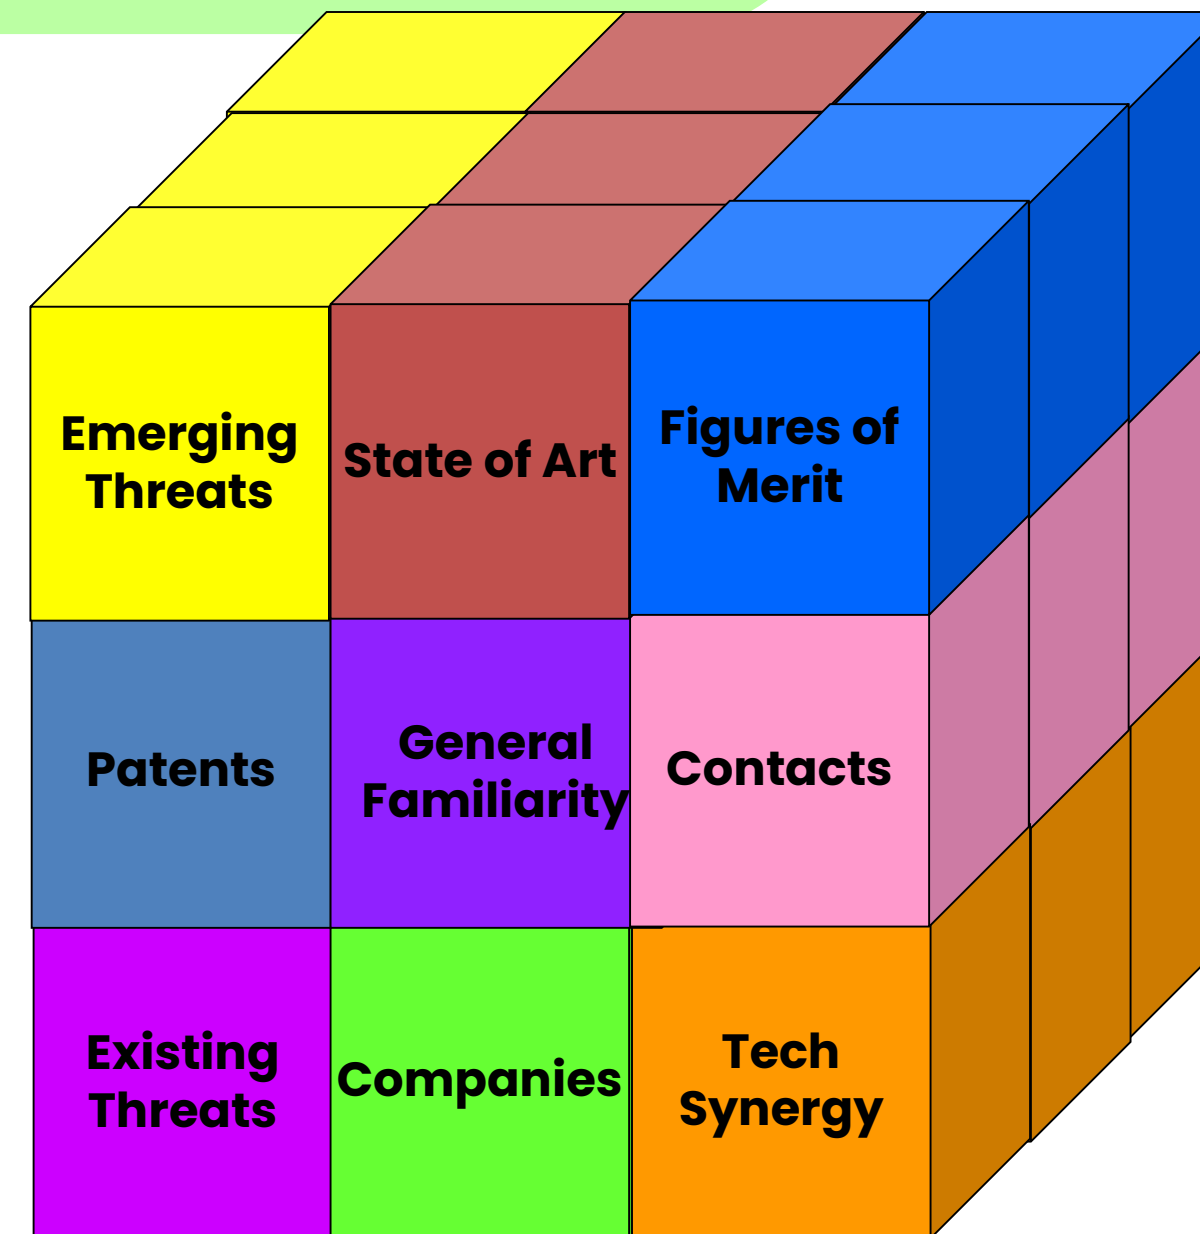 Emerging
Threats
State of Art
Figures of
Merit
Patents
General
Familiarity
Contacts
Existing
Threats
Companies
Tech
Synergy